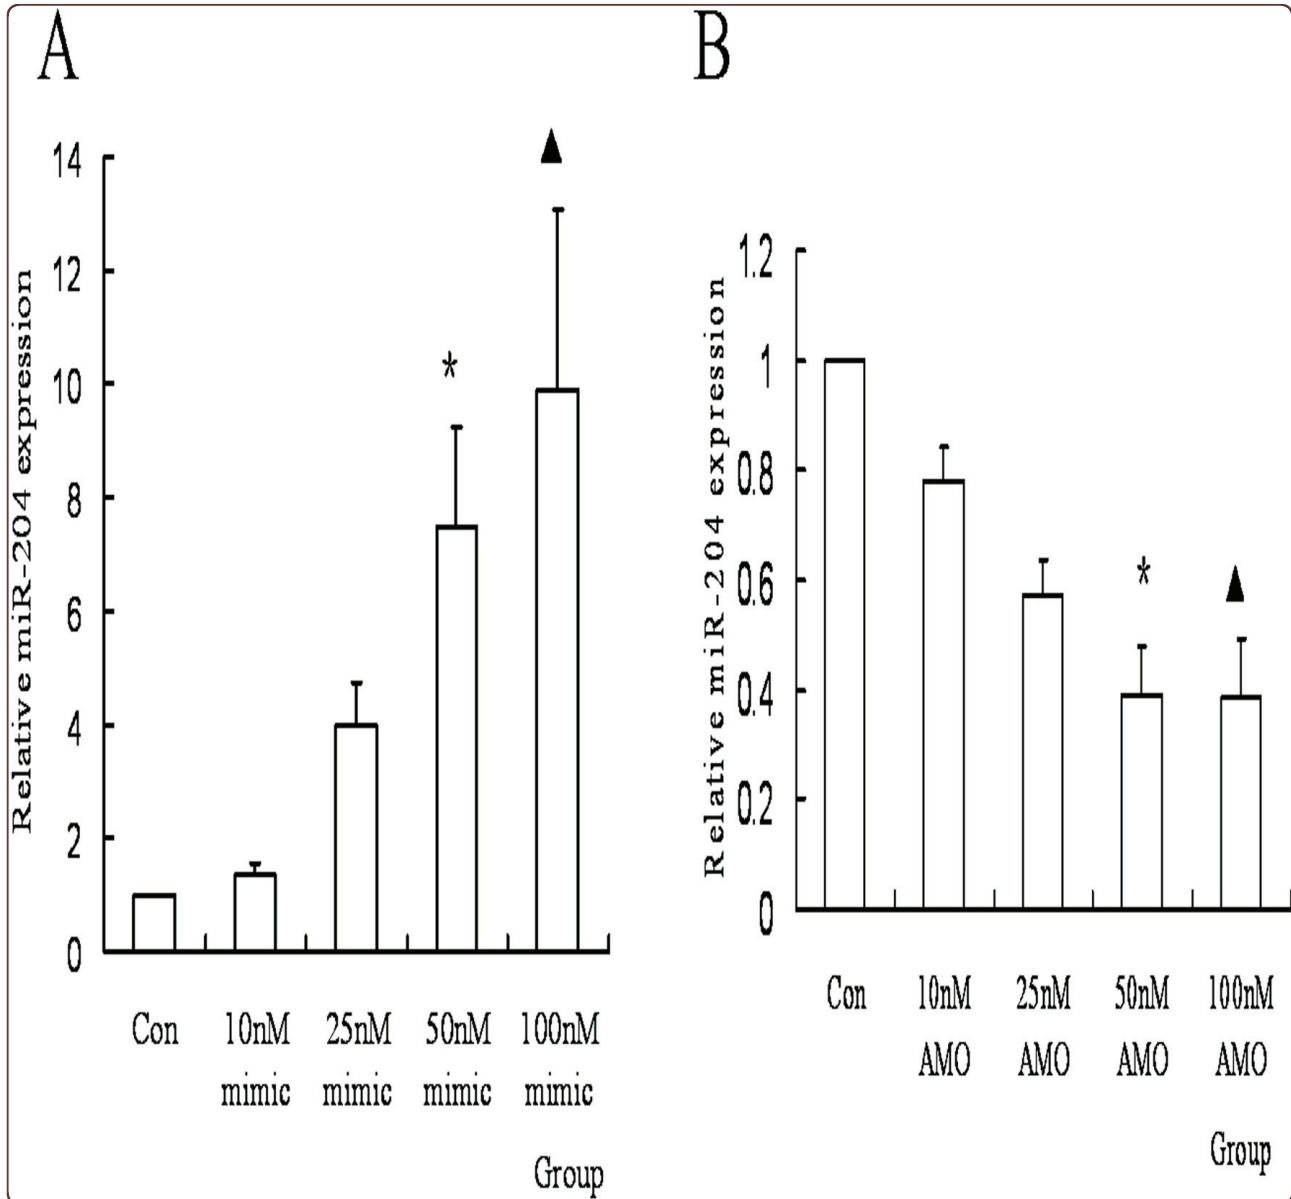 A
Relative miR-204 expression
14
12
10
8
6
4
2
0
*
Con 10nM 25nM 50nM 100nM
mimic mimic mimic mimic
Group
B
Relative miR-204 expression
1.2
1
0.8
0.6
0.4
0.2
0
*
Con 10nM 25nM 50nM 100nM
AMO AMO AMO AMO
Group